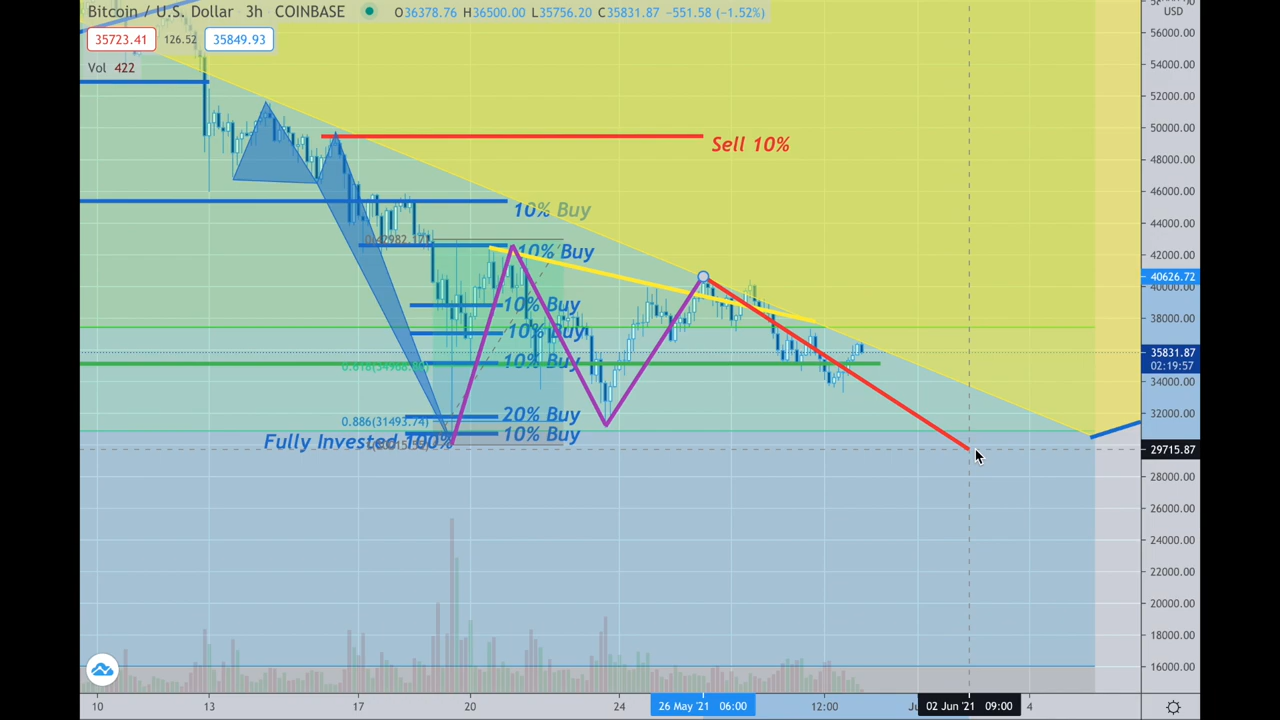 Bitcoin / U.S. Dollar · 3h · COINBASE O36378.76 H36500.00 L35756.20 C35831.87 −551.58 (−1.52%)
USD
35723.41 126.52 35849.93
Vol 422
56000.00
54000.00
52000.00
50000.00
Sell 10%
48000.00
46000.00
10% Buy
44000.00
10% Buy
42000.00
40626.72
40000.00
10% Buy
38000.00
10% Buy
35831.87
02:19:57
10% Buy
34000.00
20% Buy
32000.00
0.886(31493.74)
10% Buy
Fully Invested 100%
29715.87
28000.00
26000.00
24000.00
22000.00
20000.00
18000.00
16000.00
10 13 17 20 24 26 May '21 06:00 12:00 02 Jun '21 09:00 4